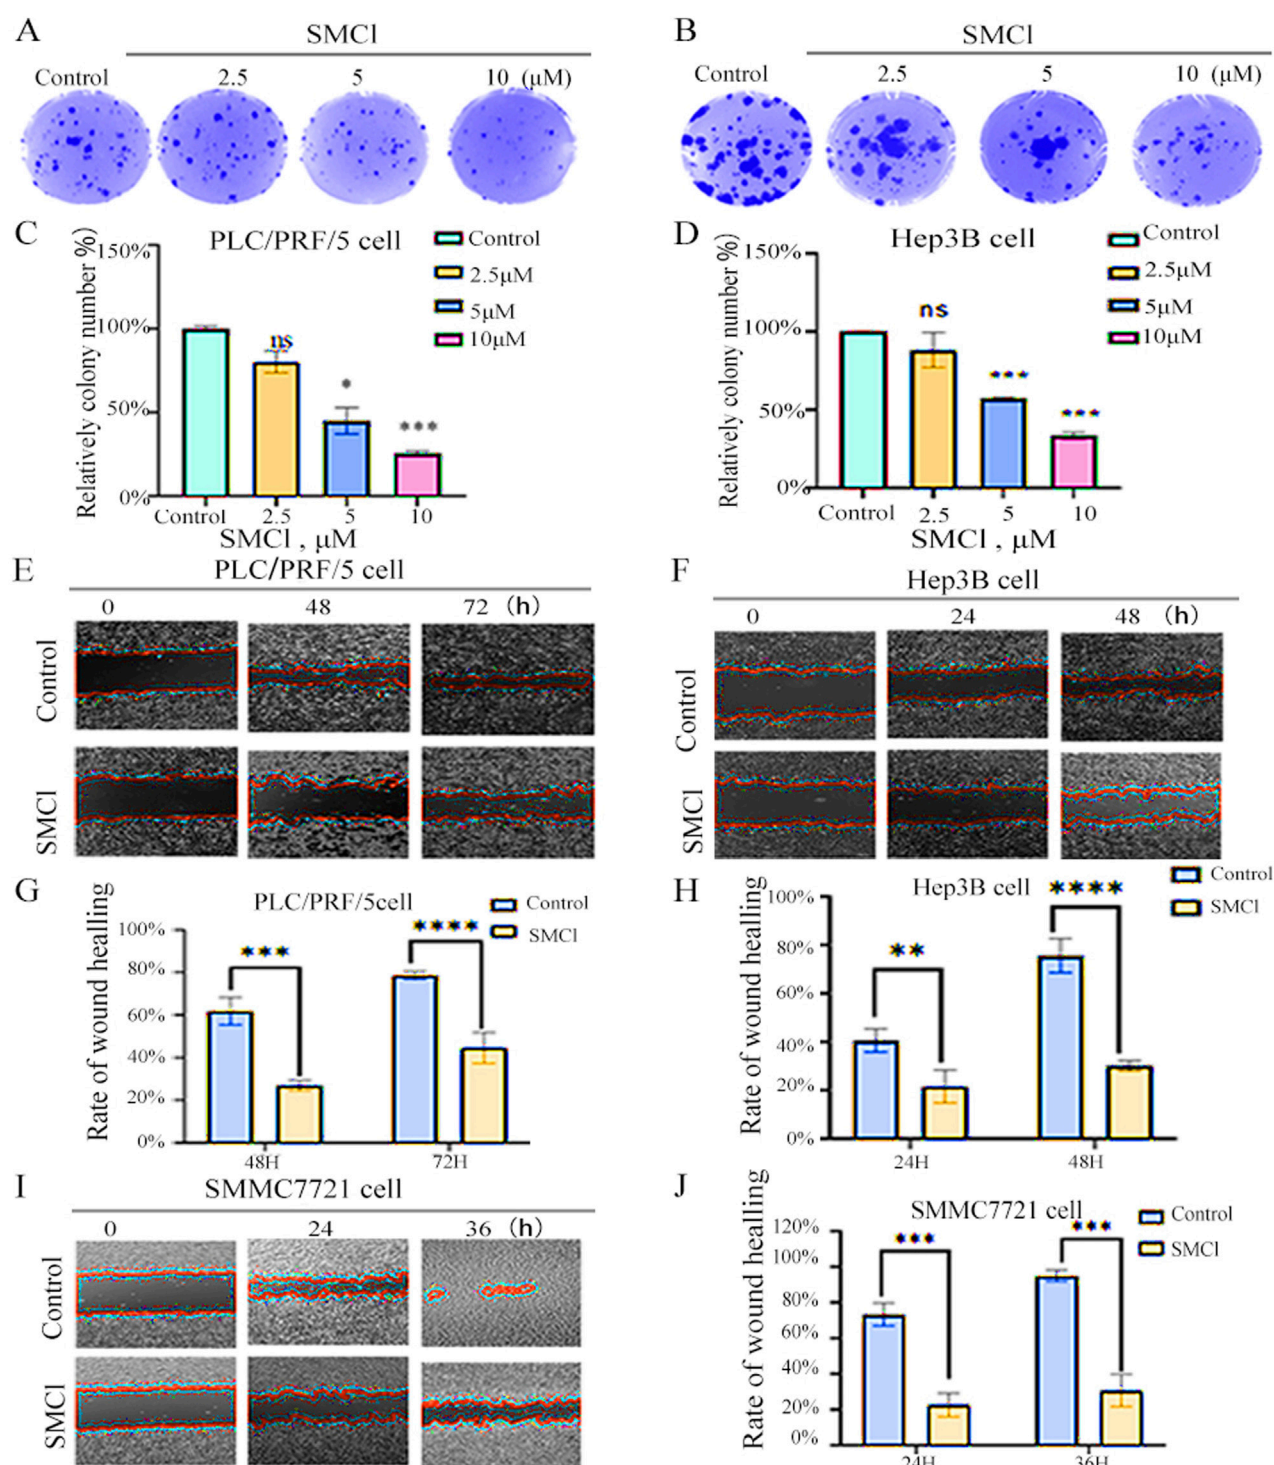 A
SMCl
Control 2.5 5 10 (μM)
B
SMCl
Control 2.5 5 10 (μM)
C
PLC/PRF/5 cell
Relatively colony number %)
150%
100%
50%
0%
ns
*
***
Control
2.5μM
5μM
10μM
Control 2.5 5 10
SMCl , μM
D
Hep3B cell
Relatively colony number %)
150%
100%
50%
0%
ns
***
***
Control
2.5μM
5μM
10μM
Control 2.5 5 10
SMCl , μM
E
PLC/PRF/5 cell
0 48 72 (h)
Control
SMCl
F
Hep3B cell
0 24 48 (h)
Control
SMCl
G
PLC/PRF/5cell
Rate of wound healling
100%
80%
60%
40%
20%
0%
***
****
Control
SMCl
48H 72H
H
Hep3B cell
Rate of wound healling
100%
80%
60%
40%
20%
0%
**
****
Control
SMCl
24H 48H
I
SMMC7721 cell
0 24 36 (h)
Control
SMCl
J
SMMC7721 cell
Rate of wound healling
120%
100%
80%
60%
40%
20%
0%
***
***
Control
SMCl
24H 36H